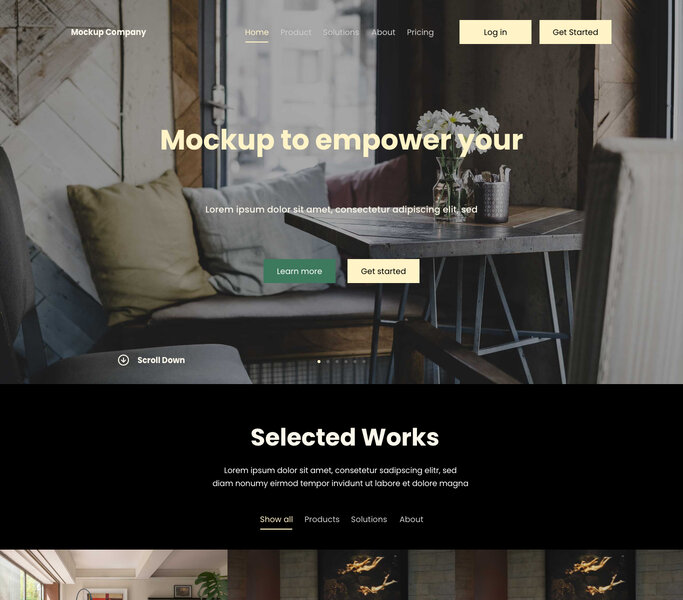 Mockup Company
Home Product Solutions About Pricing
Log in
Get Started
Mockup to empower your
Lorem ipsum dolor sit amet, consectetur adipiscing elit, sed
Learn more
Get started
Scroll Down
Selected Works
Lorem ipsum dolor sit amet, consetetur sadipscing elitr, sed
diam nonumy eirmod tempor invidunt ut labore et dolore magna
Show all Products Solutions About